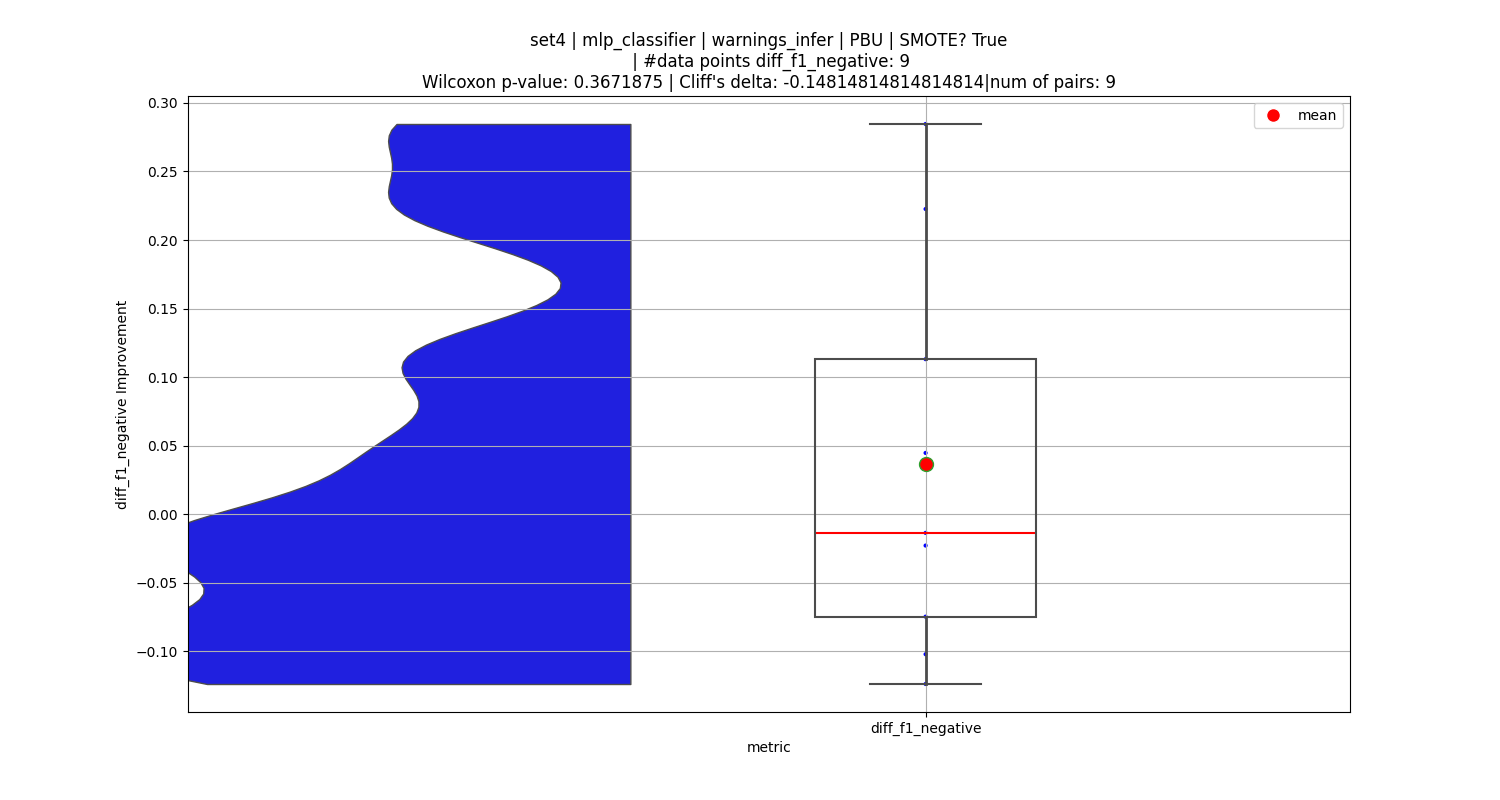 set4 | mlp_classifier | warnings_infer | PBU | SMOTE? True
| #data points diff_f1_negative: 9
Wilcoxon p-value: 0.3671875 | Cliff's delta: -0.14814814814814814|num of pairs: 9
mean
0.30
0.25
0.20
0.15
0.10
0.05
0.00
−0.05
−0.10
diff_f1_negative Improvement
diff_f1_negative
metric